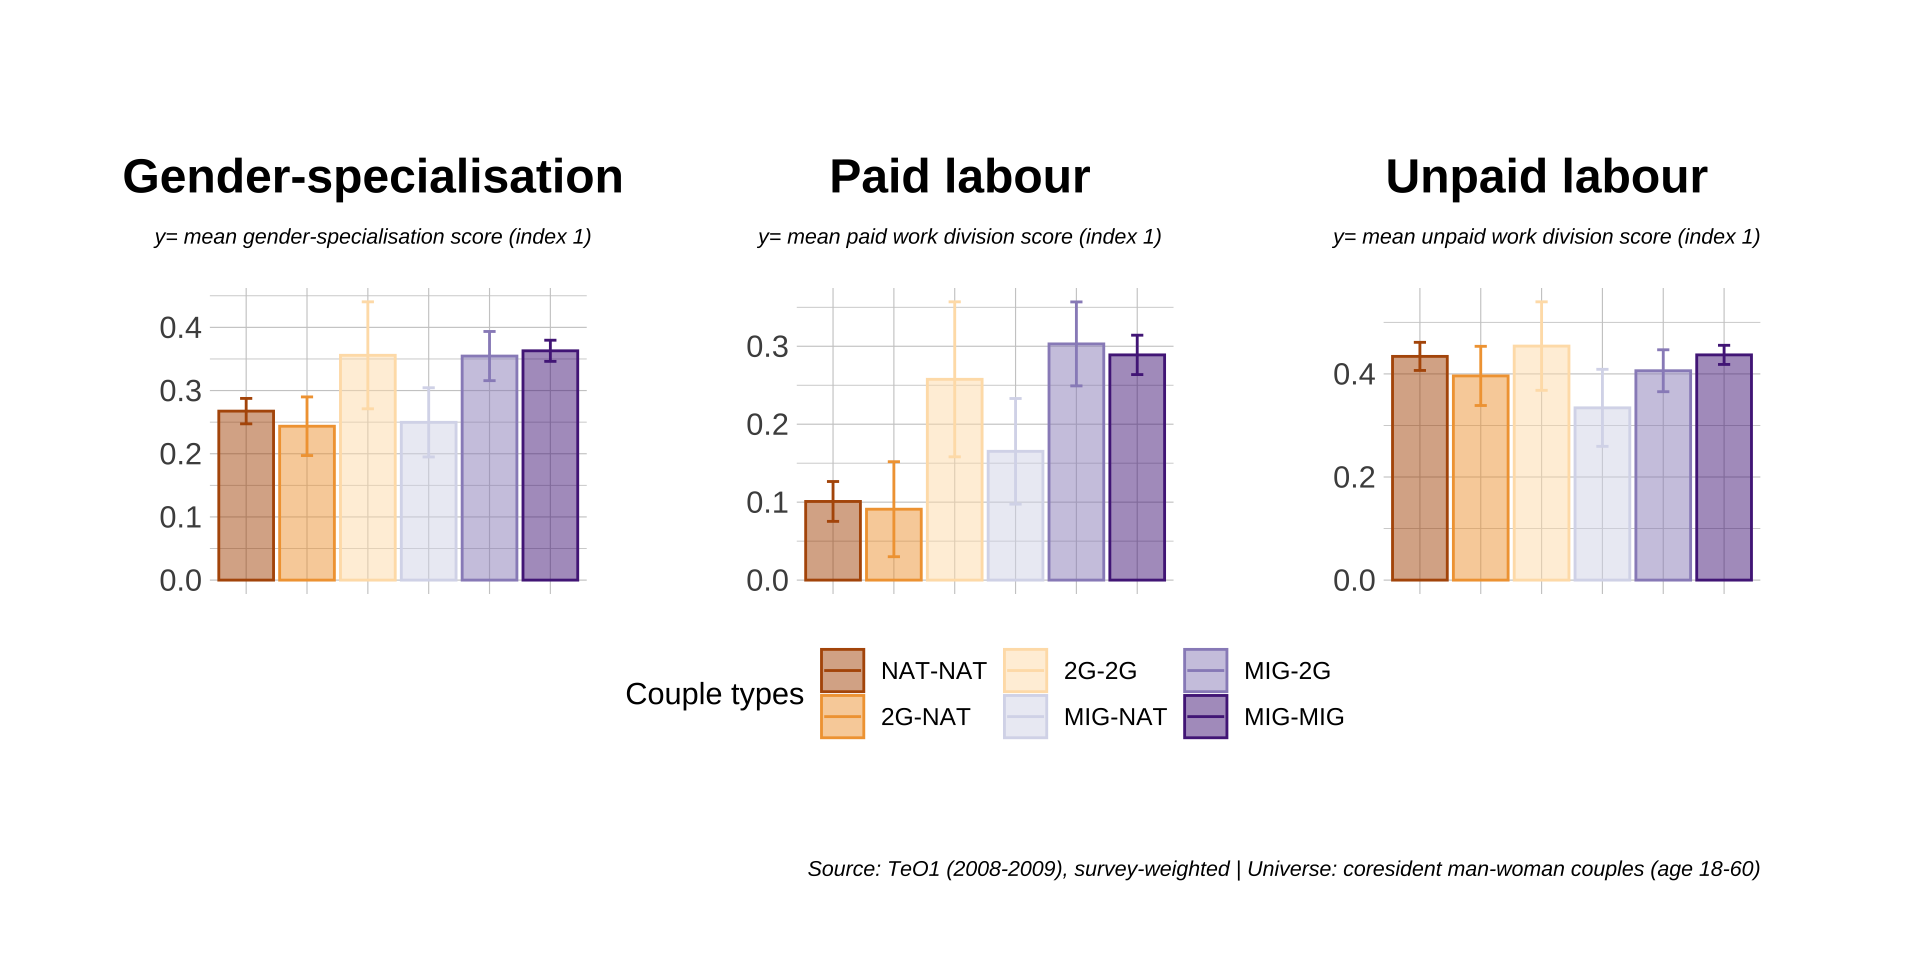 Gender-specialisation
y= mean gender-specialisation score (index 1)
0.4
0.3
0.2
0.1
0.0
Paid labour
y= mean paid work division score (index 1)
0.3
0.2
0.1
0.0
Unpaid labour
y= mean unpaid work division score (index 1)
0.4
0.2
0.0
Couple types
NAT-NAT
2G-2G
MIG-2G
2G-NAT
MIG-NAT
MIG-MIG
Source: TeO1 (2008-2009), survey-weighted | Universe: coresident man-woman couples (age 18-60)